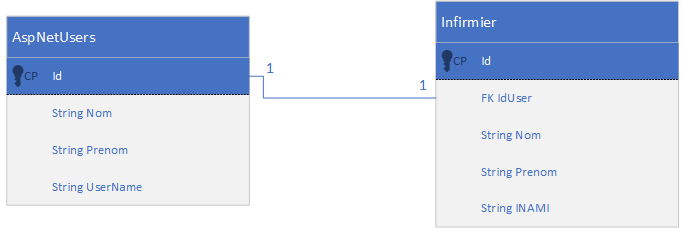 AspNetUsers
CP Id
String Nom
String Prenom
String UserName
1
1
Infirmier
CP Id
FK IdUser
String Nom
String Prenom
String INAMI